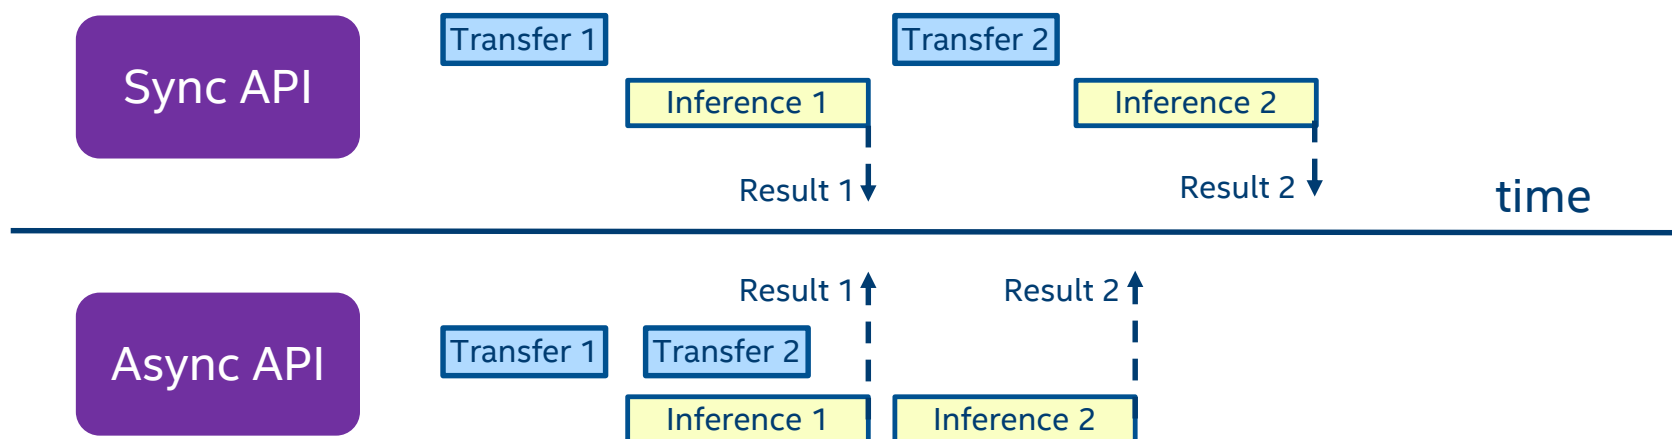 Transfer 1
Transfer 2
Sync API
Inference 1
Inference 2
Result 1
Result 2
time
Result 1
Result 2
Async API
Transfer 1
Transfer 2
Inference 1
Inference 2